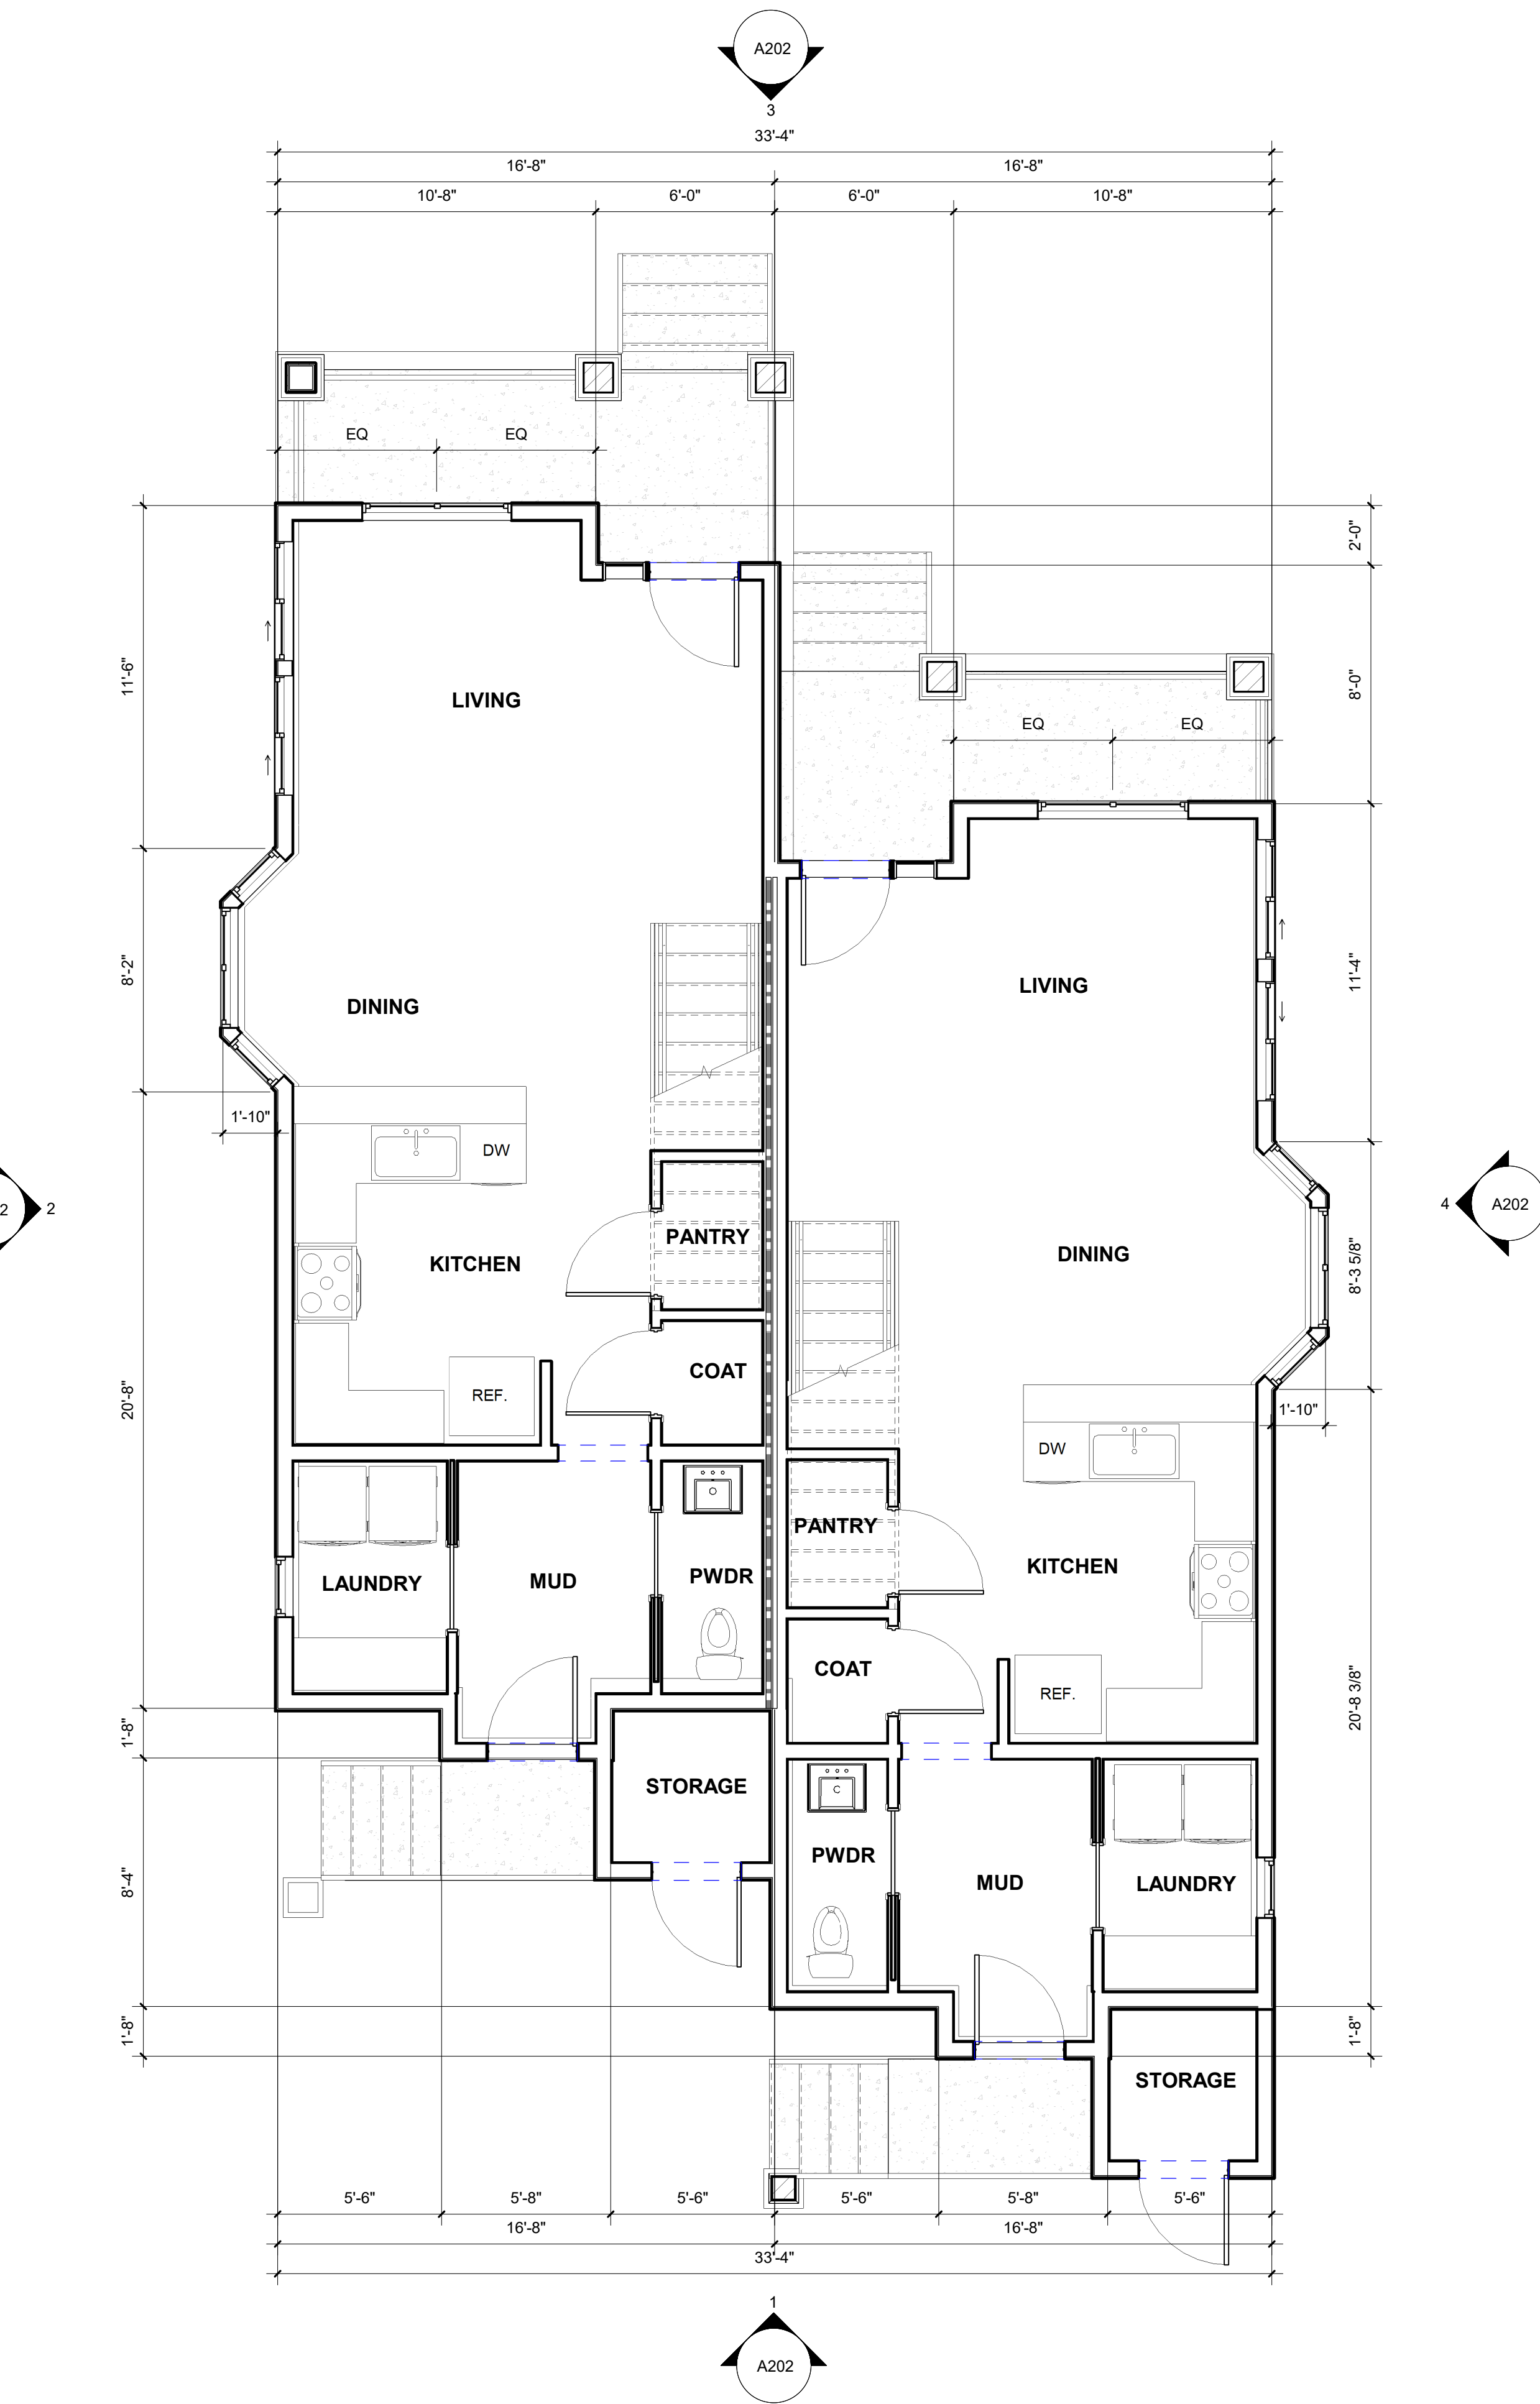 A202
3
33'-4"
16'-8" 16'-8"
10'-8" 6'-0" 6'-0" 10'-8"
EQ EQ
2'-0"
11'-6"
8'-0"
LIVING
EQ EQ
8'-2"
11'-4"
LIVING
DINING
1'-10"
DW
2 2
4 A202
PANTRY
DINING
8'-3 5/8"
KITCHEN
COAT
20'-8"
REF.
1'-10"
DW
PANTRY
KITCHEN
LAUNDRY MUD PWDR
COAT
REF.
20'-8 3/8"
1'-8"
STORAGE
PWDR
8'-4"
MUD LAUNDRY
1'-8" 1'-8"
STORAGE
5'-6" 5'-8" 5'-6" 5'-6" 5'-8" 5'-6"
16'-8" 16'-8"
33'-4"
1
A202